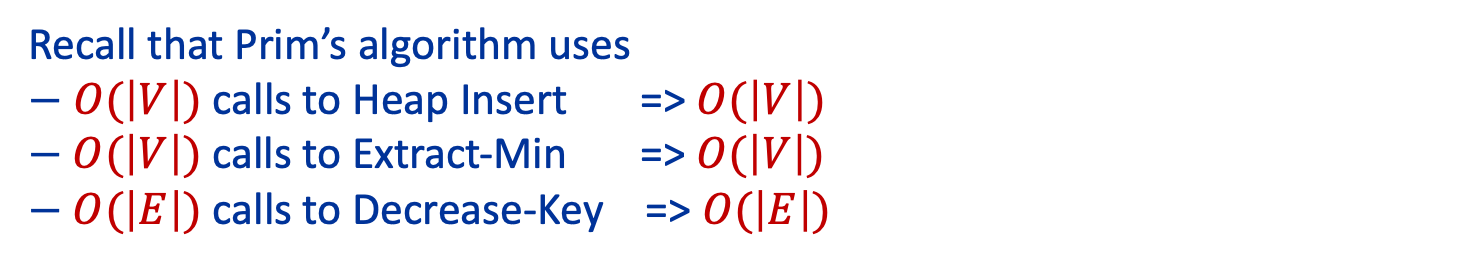 Recall that Prim’s algorithm uses
– O(|V|) calls to Heap Insert => O(|V|)
– O(|V|) calls to Extract-Min => O(|V|)
– O(|E|) calls to Decrease-Key => O(|E|)